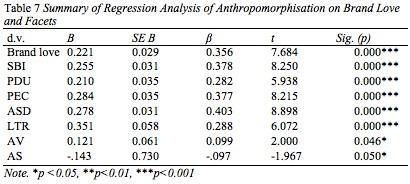 Table 7 Summary of Regression Analysis of Anthropomorphisation on Brand Love
and Facets
d.v. B SE B β t Sig. (p)
Brand love 0.221 0.029 0.356 7.684 0.000***
SBI 0.255 0.031 0.378 8.250 0.000***
PDU 0.210 0.035 0.282 5.938 0.000***
PEC 0.284 0.035 0.377 8.215 0.000***
ASD 0.278 0.031 0.403 8.898 0.000***
LTR 0.351 0.058 0.288 6.072 0.000***
AV 0.121 0.061 0.099 2.000 0.046*
AS -.143 0.730 -.097 -1.967 0.050*
Note. *p < 0.05, **p<0.01, ***p<0.001